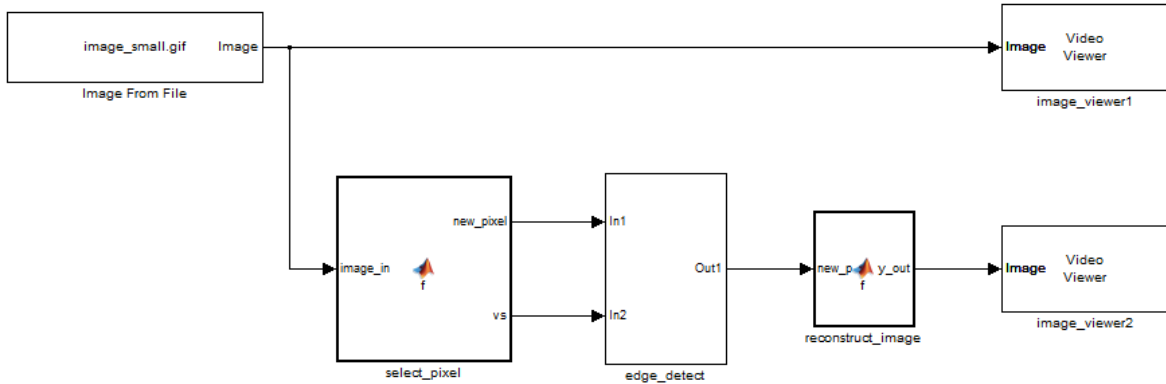 image_small.gif
Image
Image From File
Image
Video
Viewer
image_viewer1
image_in
f
new_pixel
vs
select_pixel
In1
In2
Out1
edge_detect
new_p
f
y_out
reconstruct_image
Image
Video
Viewer
image_viewer2